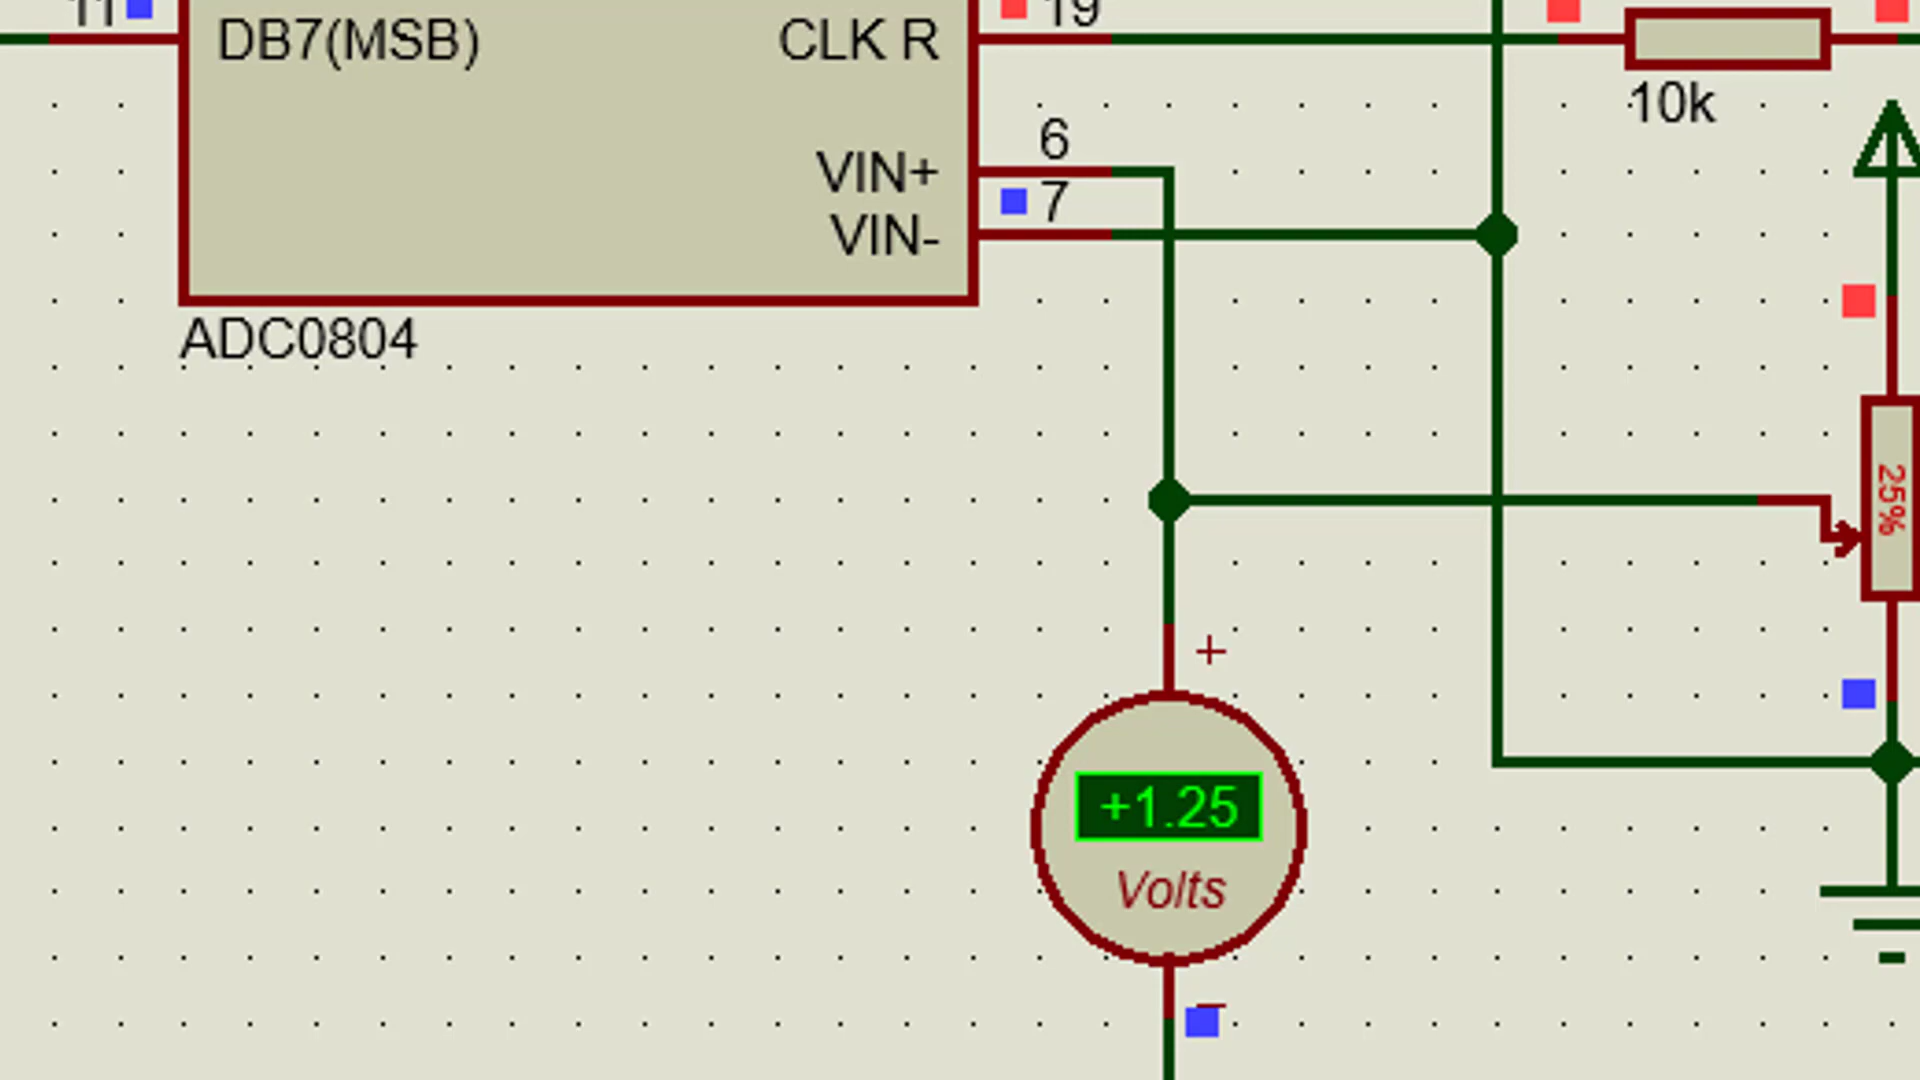 11
19
DB7(MSB)
CLK R
10k
6
VIN+
7
VIN-
ADC0804
25%
+
+1.25
Volts